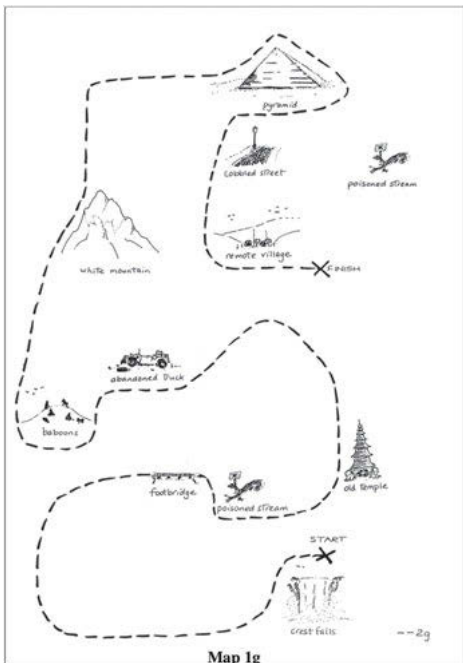 pyramid
cobbled street
poisoned stream
white mountain
remote village
FINISH
abandoned truck
baboons
old temple
footbridge
poisoned stream
START
crest falls
2g
Map 1g